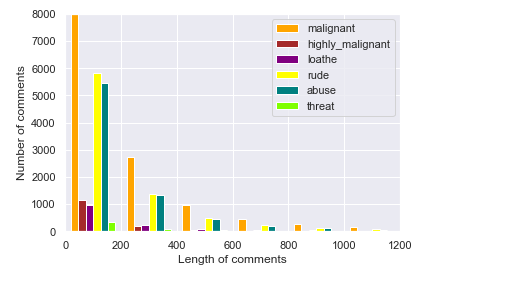 8000
7000
6000
5000
4000
3000
2000
1000
0
Number of comments
malignant
highly_malignant
loathe
rude
abuse
threat
0 200 400 600 800 1000 1200
Length of comments